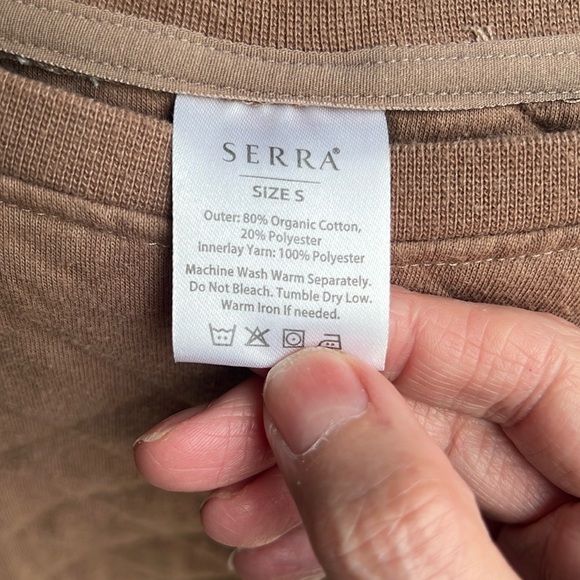 SERRA®
SIZE S
Outer: 80% Organic Cotton,
20% Polyester
Innerlay Yarn: 100% Polyester
Machine Wash Warm Separately.
Do Not Bleach. Tumble Dry Low.
Warm Iron if needed.